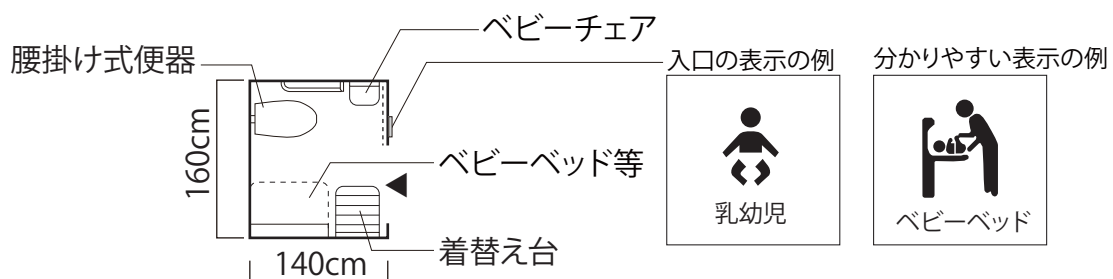 ベビーチェア
腰掛け式便器
入口の表示の例
分かりやすい表示の例
160cm
ベビーベッド等
乳幼児
ベビーベッド
着替え台
140cm